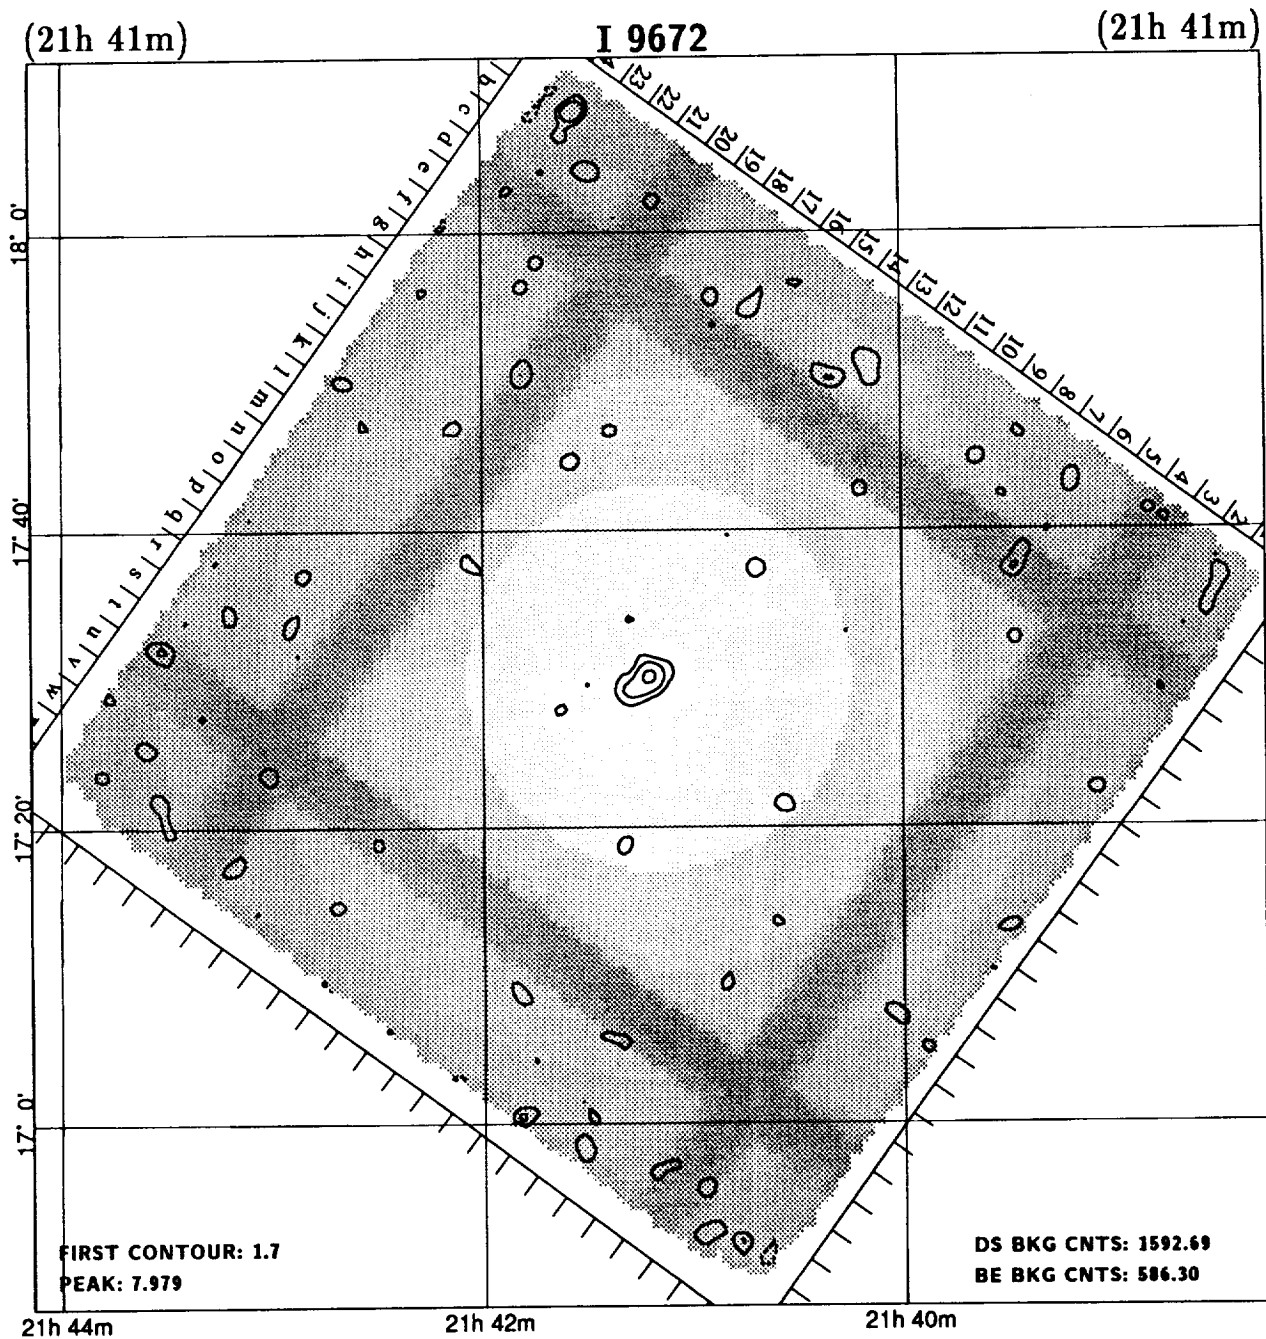 (21h 41m)
I 9672
(21h 41m)
b c d e f g h i j k l m n o p q r s t u v w
23 22 21 20 19 18 17 16 15 14 13 12 11 10 9 8 7 6 5 4 3 2
18° 0'
17° 40'
17° 20'
17° 0'
FIRST CONTOUR: 1.7
PEAK: 7.979
DS BKG CNTS: 1592.69
BE BKG CNTS: 586.30
21h 44m
21h 42m
21h 40m